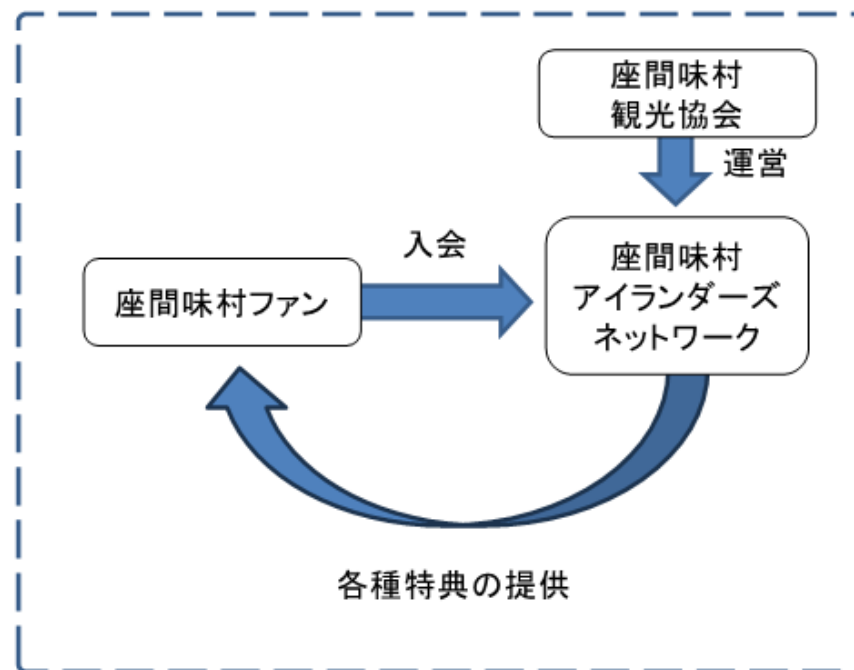 座間味村
観光協会
運営
入会
座間味村ファン
座間味村
アイランダーズ
ネットワーク
各種特典の提供